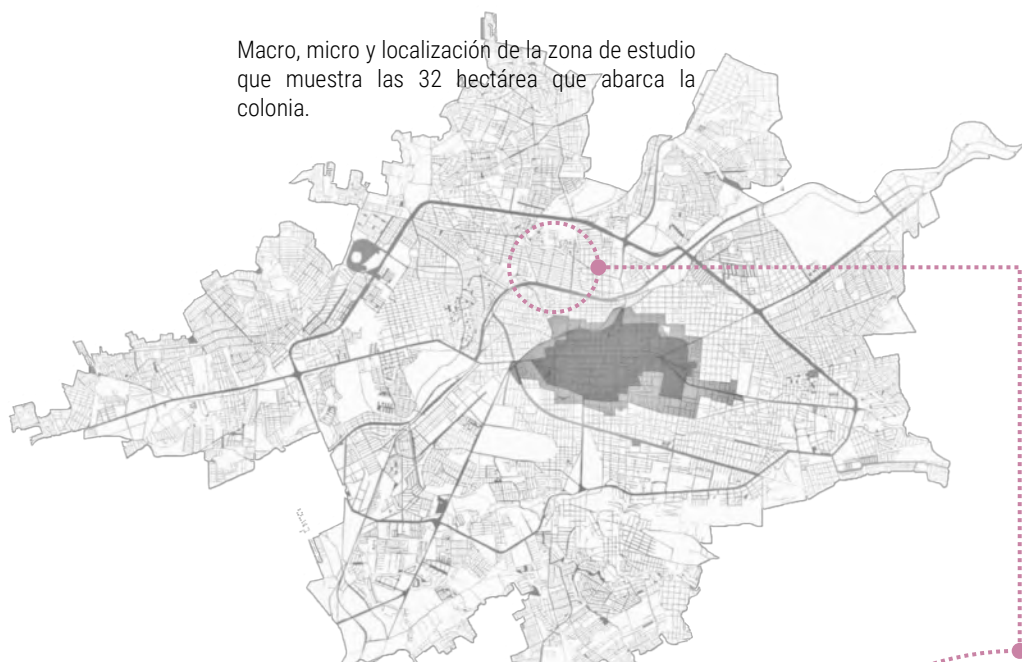 Macro, micro y localización de la zona de estudio
que muestra las 32 hectárea que abarca la
colonia.